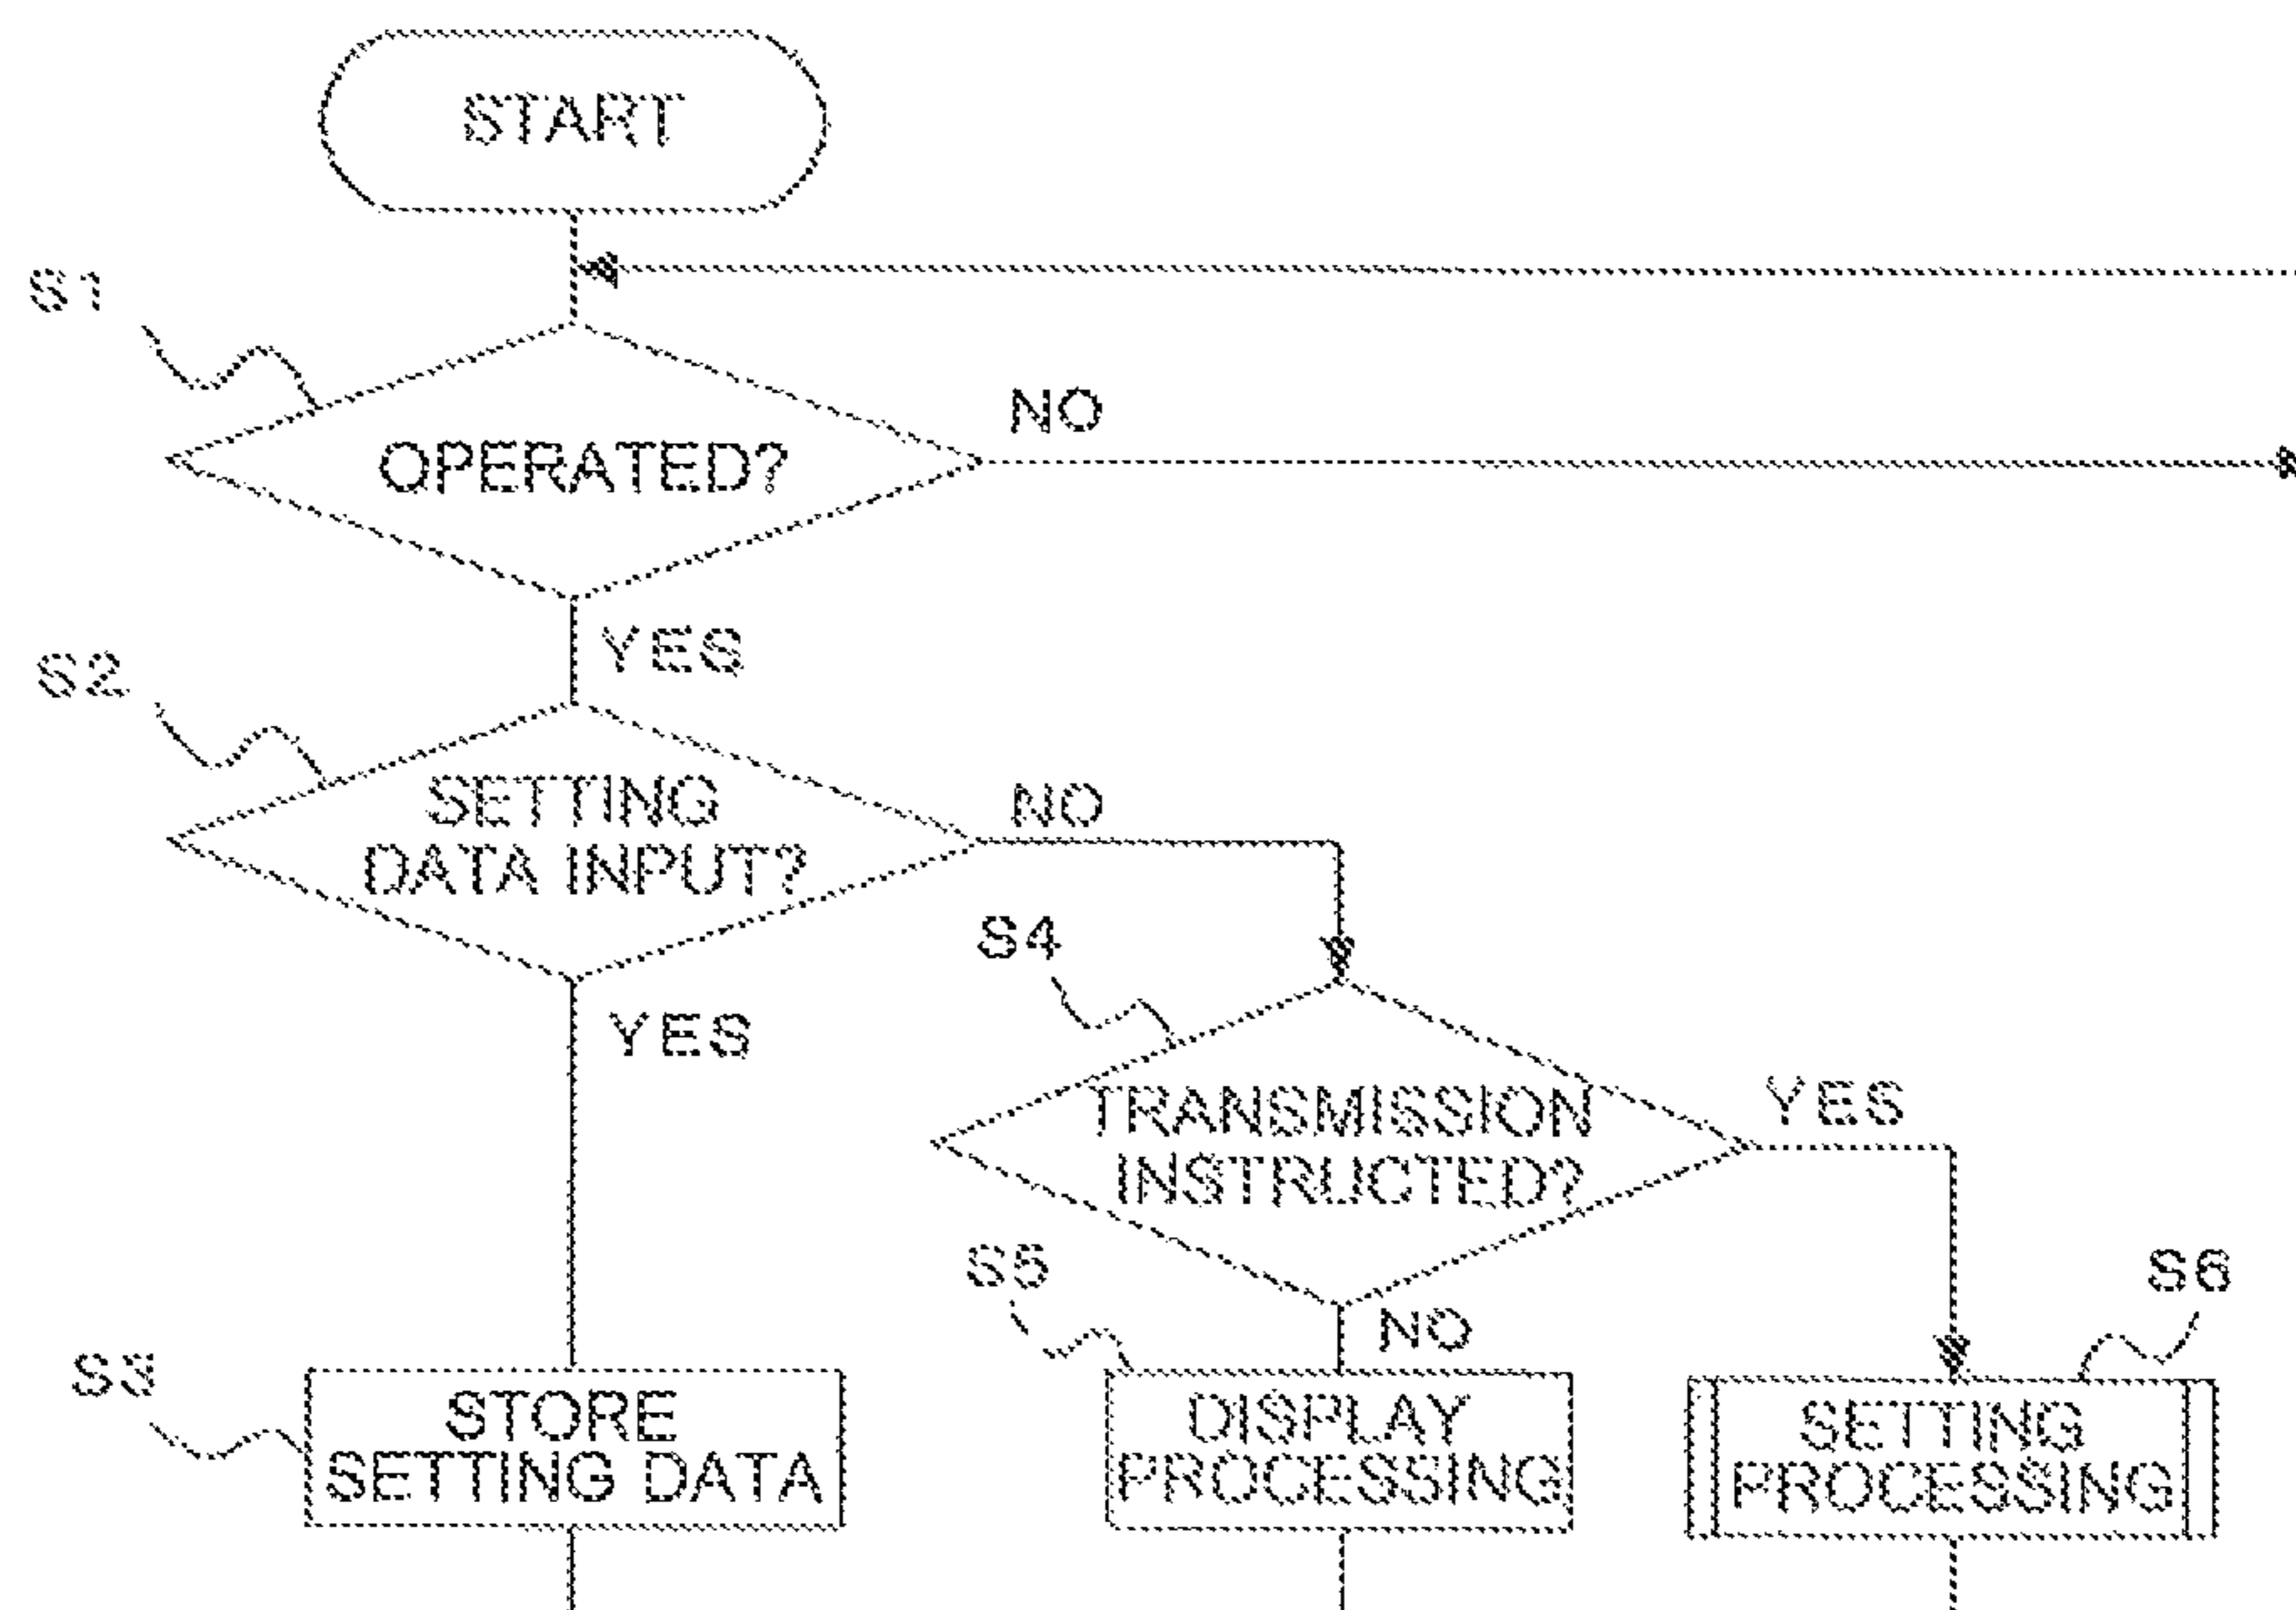 START
S1
NO
OPERATED?
YES
S2
SETTING
DATA INPUT?
NO
YES
S4
TRANSMISSION
INSTRUCTED?
YES
S5
NO
S6
S3
STORE
SETTING DATA
DISPLAY
PROCESSING
SETTING
PROCESSING